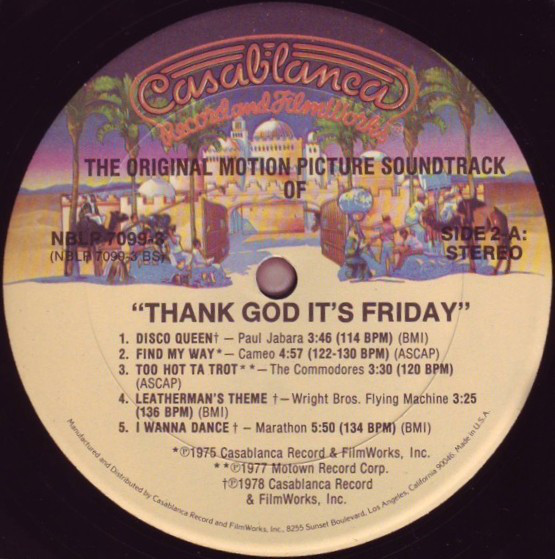 Casablanca
Record and FilmWorks
THE ORIGINAL MOTION PICTURE SOUNDTRACK
OF
NBLP 7099-3
(NBLP 7099-3 BS)
SIDE 2-A:
STEREO
"THANK GOD IT'S FRIDAY"
1. DISCO QUEEN† — Paul Jabara 3:46 (114 BPM) (BMI)
2. FIND MY WAY* — Cameo 4:57 (122-130 BPM) (ASCAP)
3. TOO HOT TA TROT** — The Commodores 3:30 (120 BPM)
(ASCAP)
4. LEATHERMAN'S THEME † — Wright Bros. Flying Machine 3:25
(136 BPM) (BMI)
5. I WANNA DANCE † — Marathon 5:50 (134 BPM) (BMI)
*℗1975 Casablanca Record & FilmWorks, Inc.
**℗1977 Motown Record Corp.
†℗1978 Casablanca Record
& FilmWorks, Inc.
Manufactured and Distributed by Casablanca Record and FilmWorks, Inc., 8255 Sunset Boulevard, Los Angeles, California 90046. Made in U.S.A.